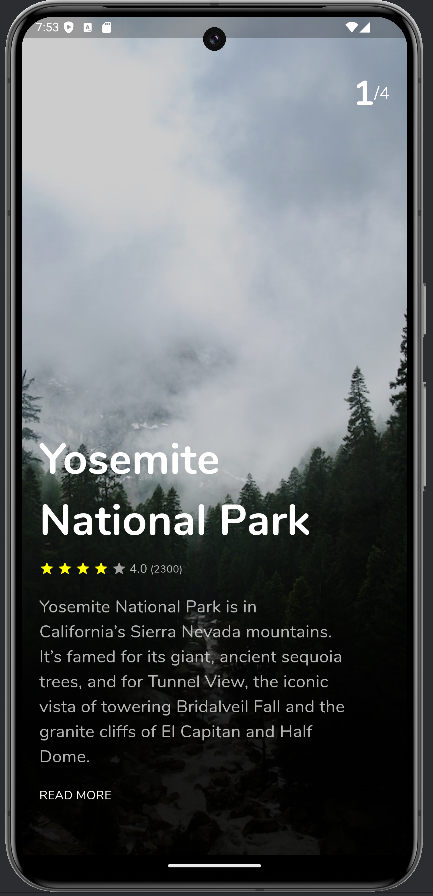 7:53
1/4
Yosemite
National Park
4.0 (2300)
Yosemite National Park is in
California’s Sierra Nevada mountains.
It’s famed for its giant, ancient sequoia
trees, and for Tunnel View, the iconic
vista of towering Bridalveil Fall and the
granite cliffs of El Capitan and Half
Dome.
READ MORE